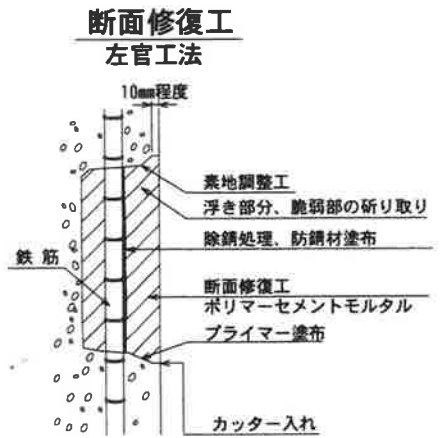 断面修復工
左官工法
10mm程度
素地調整工
浮き部分、脆弱部の斫り取り
除錆処理、防錆材塗布
鉄筋
断面修復工
ポリマーセメントモルタル
プライマー塗布
カッター入れ